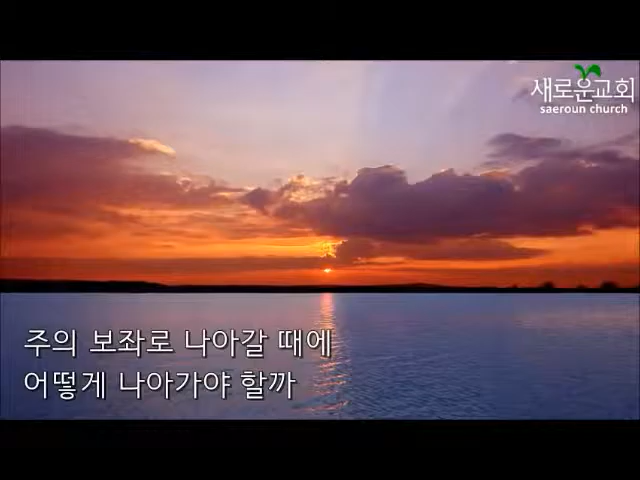 새로운교회
saeroun church
주의 보좌로 나아갈 때에
어떻게 나아가야 할까